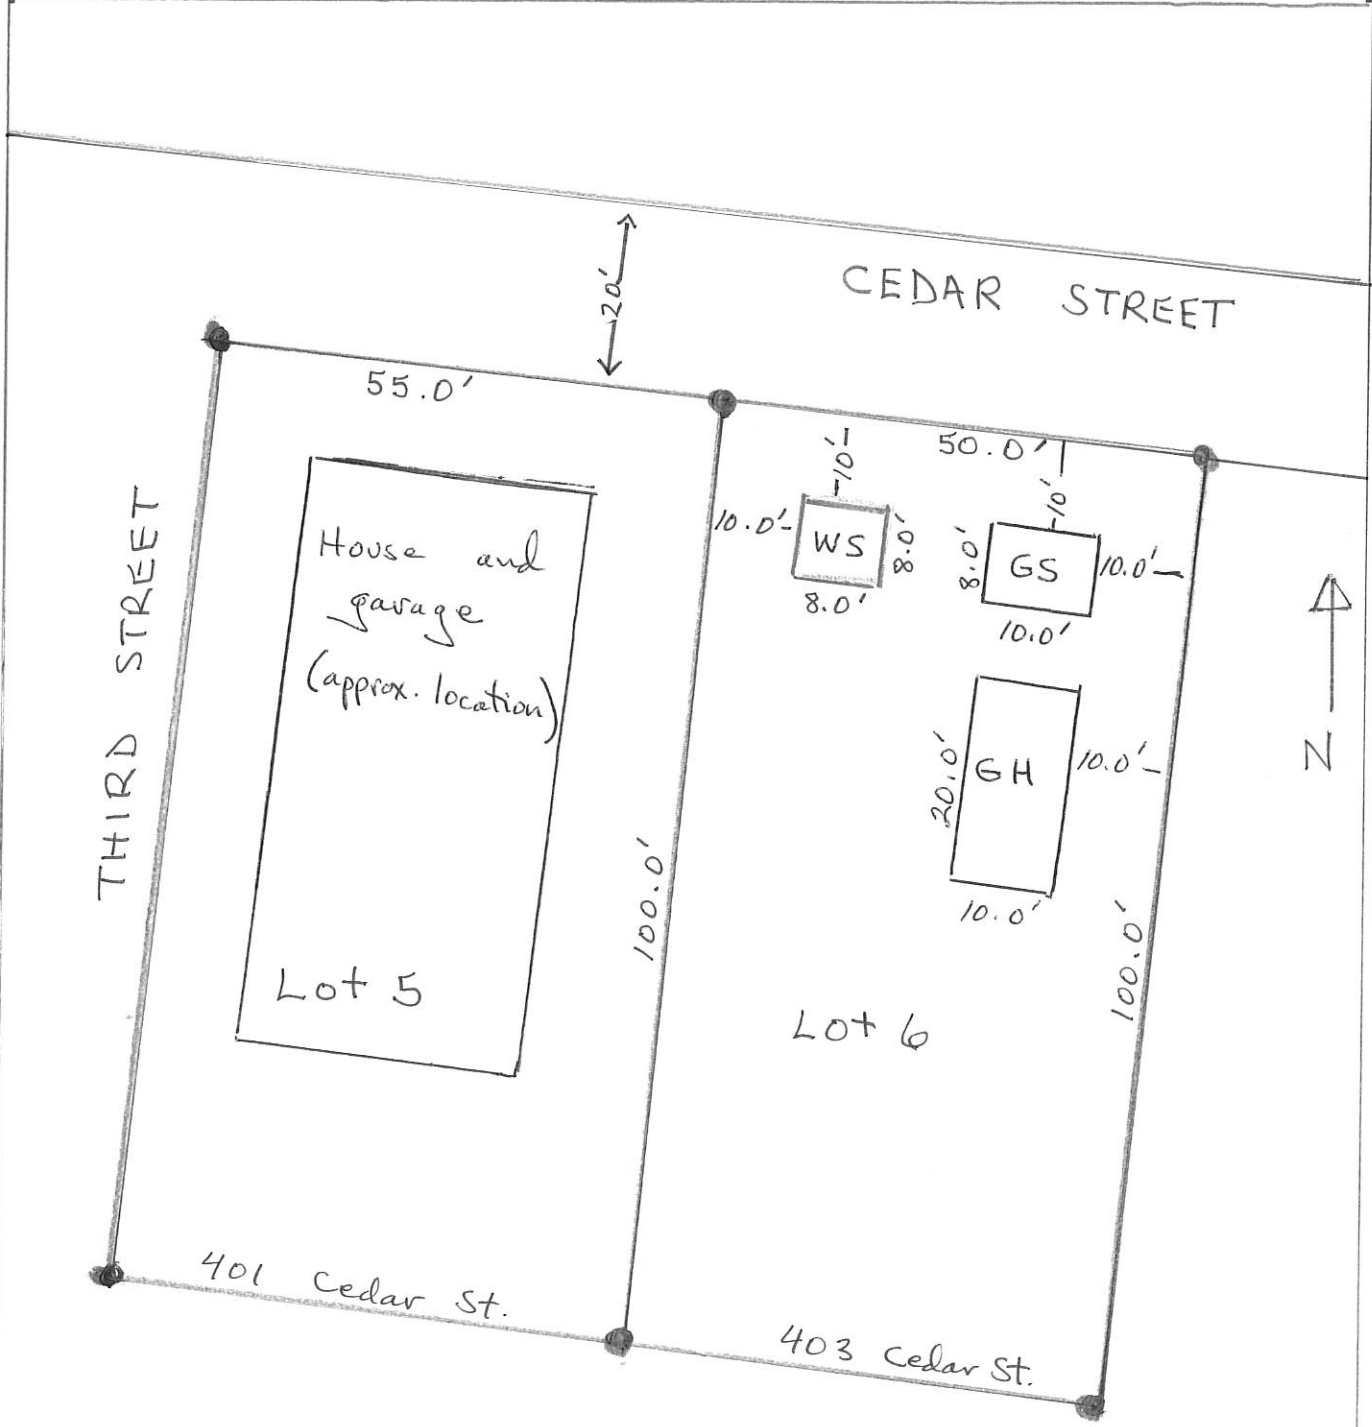 CEDAR STREET
20'
55.0'
50.0'
10'
10'
10.0'
WS
8.0'
8.0'
8.0'
GS
10.0'
10.0'
House and
garage
(approx. location)
THIRD STREET
N
20.0'
GH
10.0'
10.0'
100.0'
100.0'
Lot 5
Lot 6
401 Cedar St.
403 Cedar St.